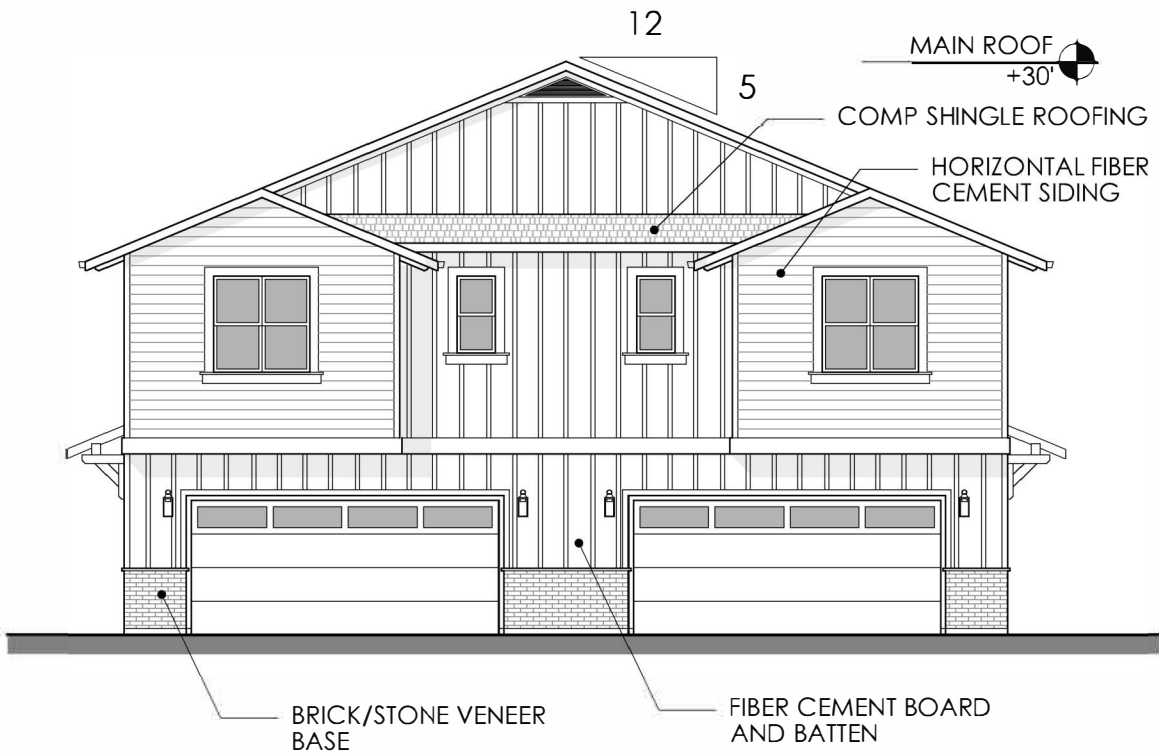 12
MAIN ROOF
+30'
5
COMP SHINGLE ROOFING
HORIZONTAL FIBER
CEMENT SIDING
BRICK/STONE VENEER
BASE
FIBER CEMENT BOARD
AND BATTEN